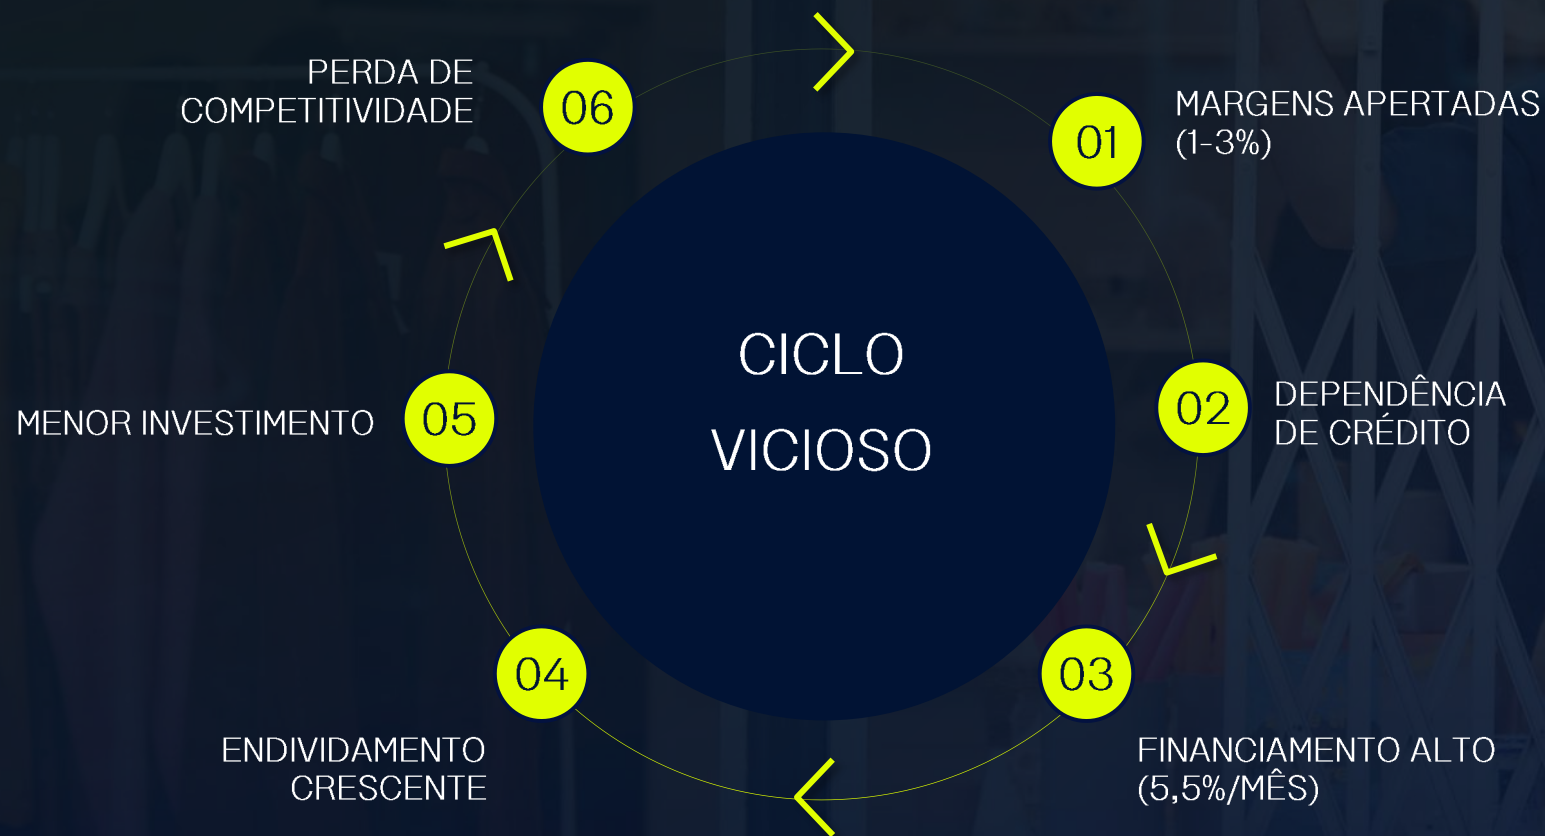 CICLO
VICIOSO
01
MARGENS APERTADAS
(1-3%)
02
DEPENDÊNCIA
DE CRÉDITO
03
FINANCIAMENTO ALTO
(5,5%/MÊS)
04
ENDIVIDAMENTO
CRESCENTE
05
MENOR INVESTIMENTO
06
PERDA DE
COMPETITIVIDADE